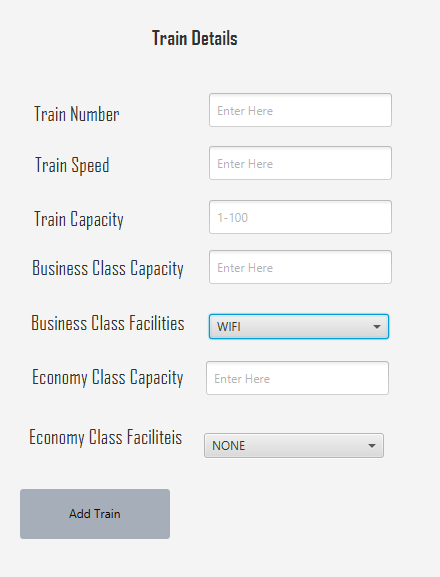 Train Details
Train Number
Enter Here
Train Speed
Enter Here
Train Capacity
1-100
Business Class Capacity
Enter Here
Business Class Facilities
WIFI
Economy Class Capacity
Enter Here
Economy Class Faciliteis
NONE
Add Train